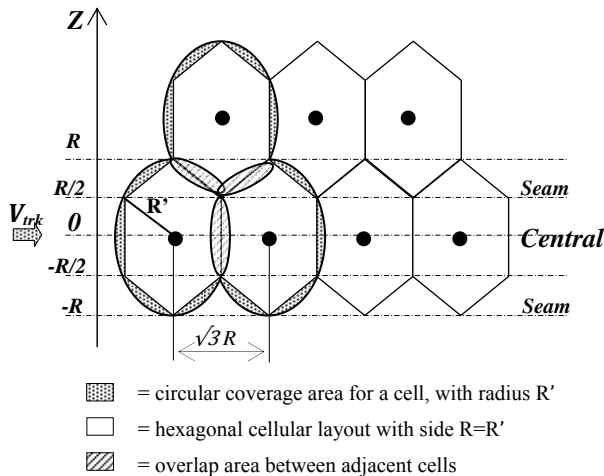 Z
R
R/2
Seam
R'
V_trk
0
Central
-R/2
-R
Seam
√3 R
= circular coverage area for a cell, with radius R'
= hexagonal cellular layout with side R=R'
= overlap area between adjacent cells